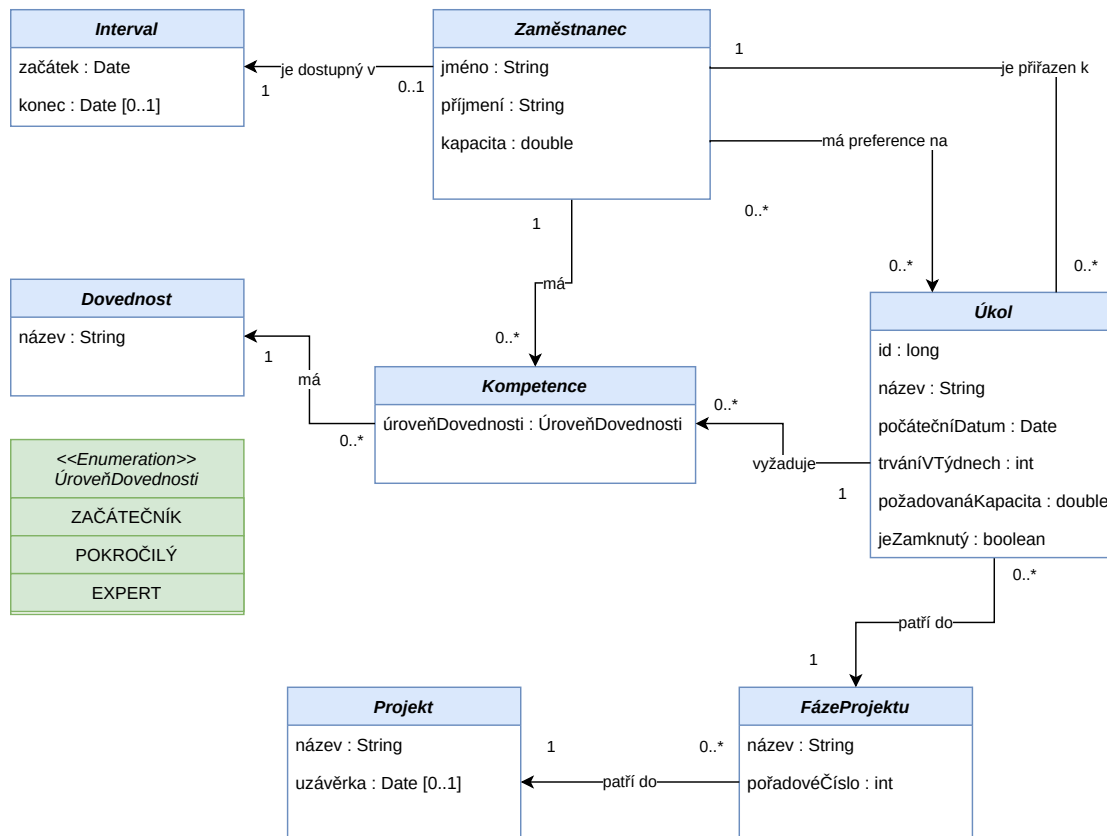 Interval
začátek : Date
konec : Date [0..1]
je dostupný v
1
0..1
Zaměstnanec
jméno : String
příjmení : String
kapacita : double
1
je přiřazen k
0..*
má preference na
0..*
0..*
1
má
0..*
Dovednost
název : String
1
má
0..*
Kompetence
úroveňDovednosti : ÚroveňDovednosti
0..*
vyžaduje
1
Úkol
id : long
název : String
počátečníDatum : Date
trváníVTýdnech : int
požadovanáKapacita : double
jeZamknutý : boolean
<<Enumeration>>
ÚroveňDovednosti
ZAČÁTEČNÍK
POKROČILÝ
EXPERT
0..*
patří do
1
Projekt
název : String
uzávěrka : Date [0..1]
1
patří do
0..*
FázeProjektu
název : String
pořadovéČíslo : int